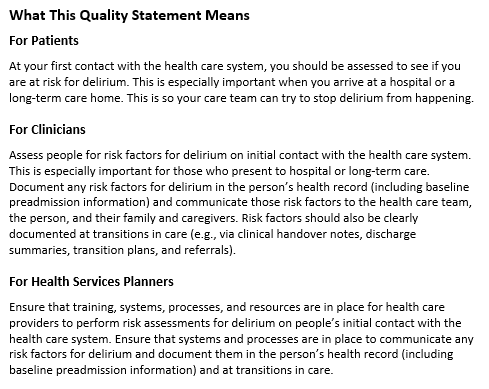 What This Quality Statement Means
For Patients
At your first contact with the health care system, you should be assessed to see if you
are at risk for delirium. This is especially important when you arrive at a hospital or a
long-term care home. This is so your care team can try to stop delirium from happening.
For Clinicians
Assess people for risk factors for delirium on initial contact with the health care system.
This is especially important for those who present to hospital or long-term care.
Document any risk factors for delirium in the person's health record (including baseline
preadmission information) and communicate those risk factors to the health care team,
the person, and their family and caregivers. Risk factors should also be clearly
documented at transitions in care (e.g., via clinical handover notes, discharge
summaries, transition plans, and referrals).
For Health Services Planners
Ensure that training, systems, processes, and resources are in place for health care
providers to perform risk assessments for delirium on people's initial contact with the
health care system. Ensure that systems and processes are in place to communicate any
risk factors for delirium and document them in the person's health record (including
baseline preadmission information) and at transitions in care.